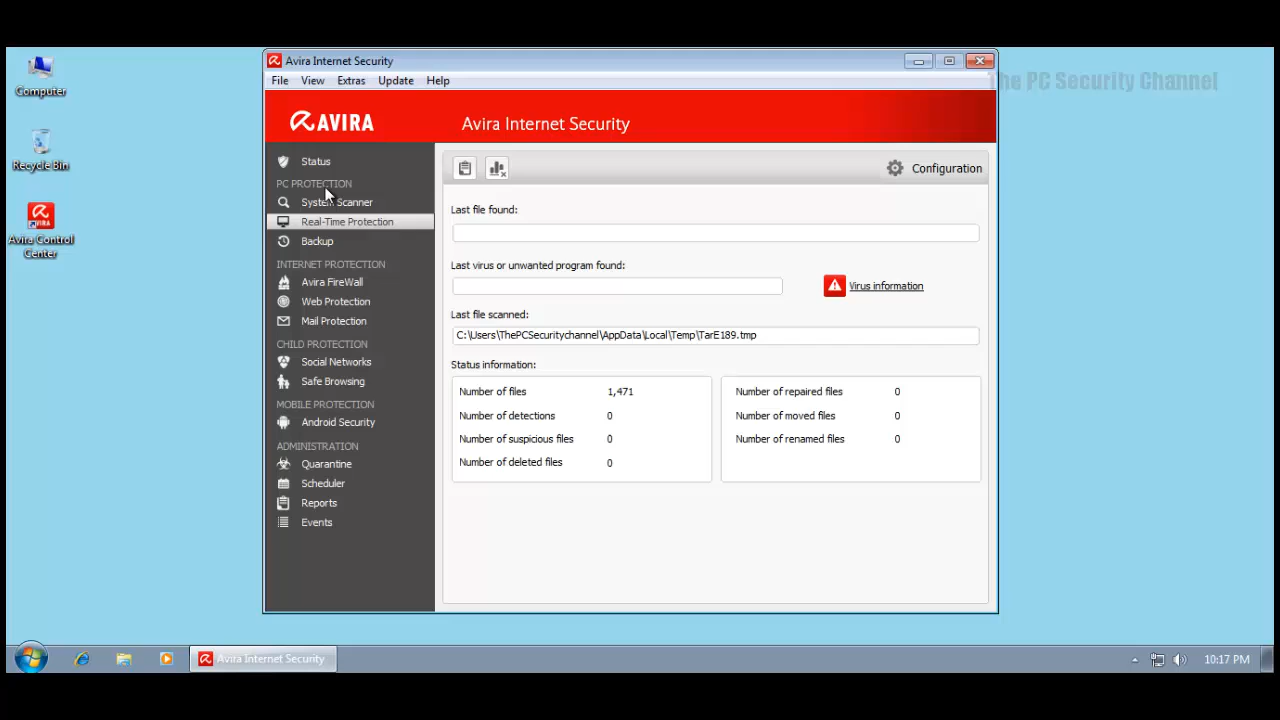 The PC Security Channel
Computer
Recycle Bin
Avira Control
Center
Avira Internet Security
File View Extras Update Help
AVIRA
Avira Internet Security
Status
PC PROTECTION
System Scanner
Real-Time Protection
Backup
INTERNET PROTECTION
Avira FireWall
Web Protection
Mail Protection
CHILD PROTECTION
Social Networks
Safe Browsing
MOBILE PROTECTION
Android Security
ADMINISTRATION
Quarantine
Scheduler
Reports
Events
Configuration
Last file found:
Last virus or unwanted program found:
Virus information
Last file scanned:
C:\Users\ThePCSecuritychannel\AppData\Local\Temp\TarE189.tmp
Status information:
Number of files 1,471
Number of detections 0
Number of suspicious files 0
Number of deleted files 0
Number of repaired files 0
Number of moved files 0
Number of renamed files 0
Avira Internet Security
10:17 PM